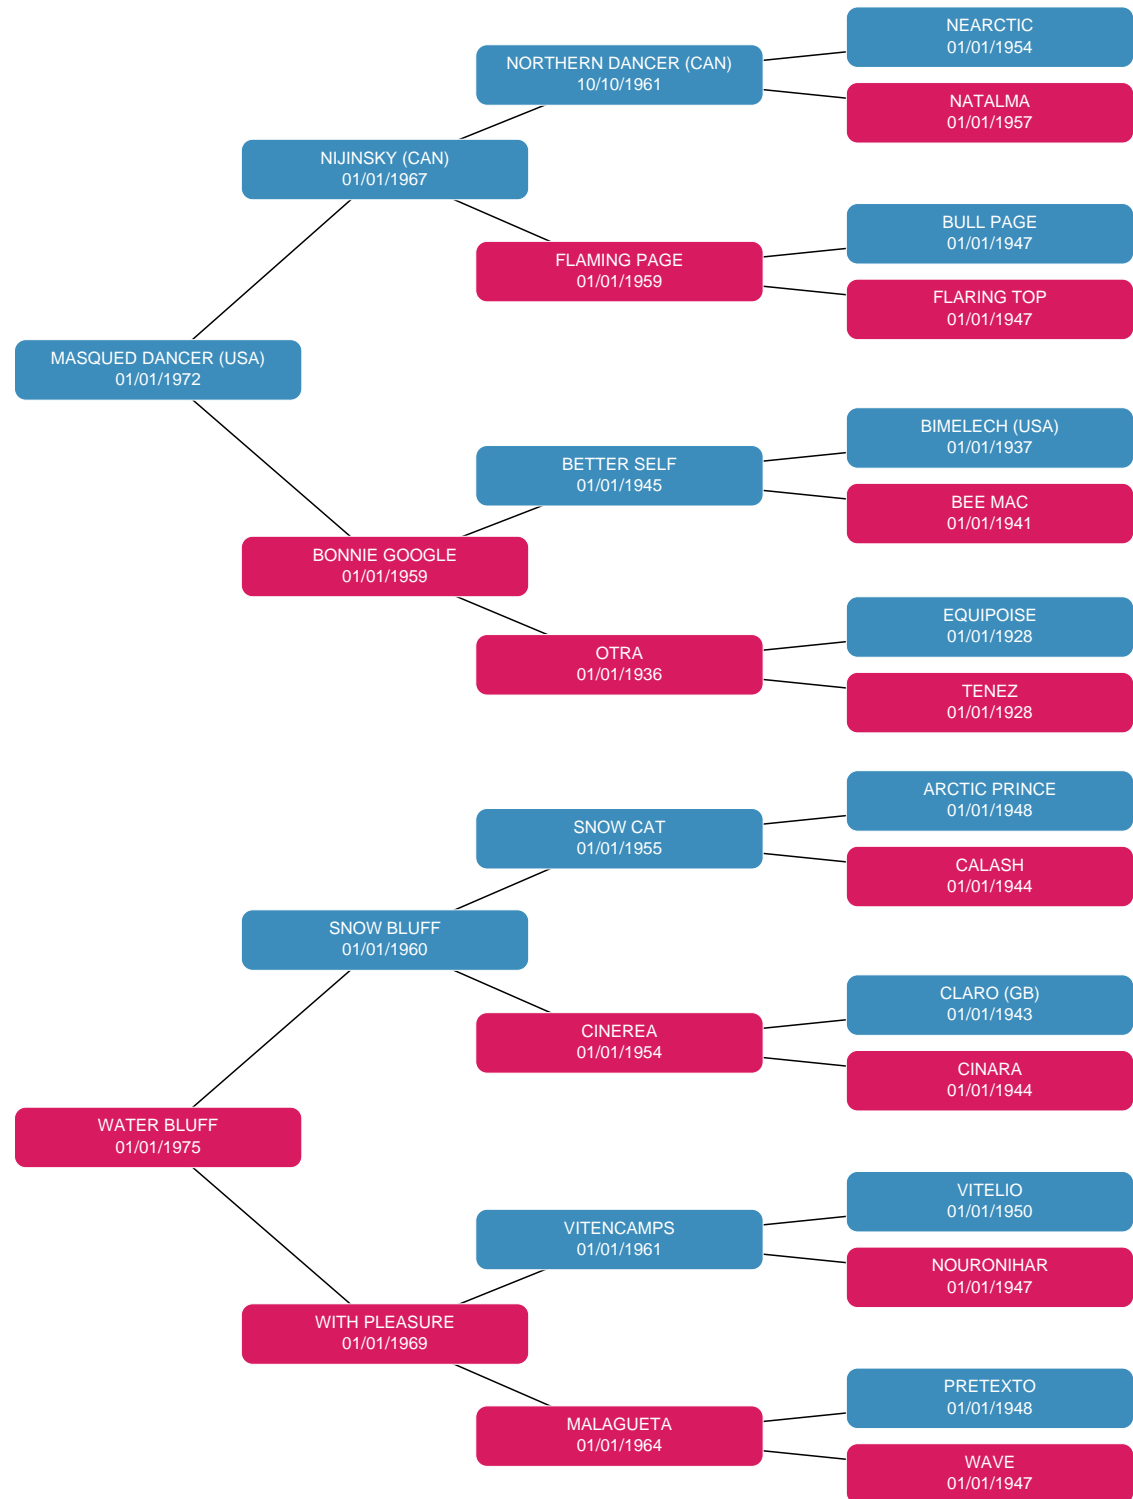 NEARCTIC
01/01/1954
NORTHERN DANCER (CAN)
10/10/1961
NATALMA
01/01/1957
NIJINSKY (CAN)
01/01/1967
BULL PAGE
01/01/1947
FLAMING PAGE
01/01/1959
FLARING TOP
01/01/1947
MASQUED DANCER (USA)
01/01/1972
BIMELECH (USA)
01/01/1937
BETTER SELF
01/01/1945
BEE MAC
01/01/1941
BONNIE GOOGLE
01/01/1959
EQUIPOISE
01/01/1928
OTRA
01/01/1936
TENEZ
01/01/1928
ARCTIC PRINCE
01/01/1948
SNOW CAT
01/01/1955
CALASH
01/01/1944
SNOW BLUFF
01/01/1960
CLARO (GB)
01/01/1943
CINEREA
01/01/1954
CINARA
01/01/1944
WATER BLUFF
01/01/1975
VITELIO
01/01/1950
VITENCAMPS
01/01/1961
NOURONIHAR
01/01/1947
WITH PLEASURE
01/01/1969
PRETEXTO
01/01/1948
MALAGUETA
01/01/1964
WAVE
01/01/1947